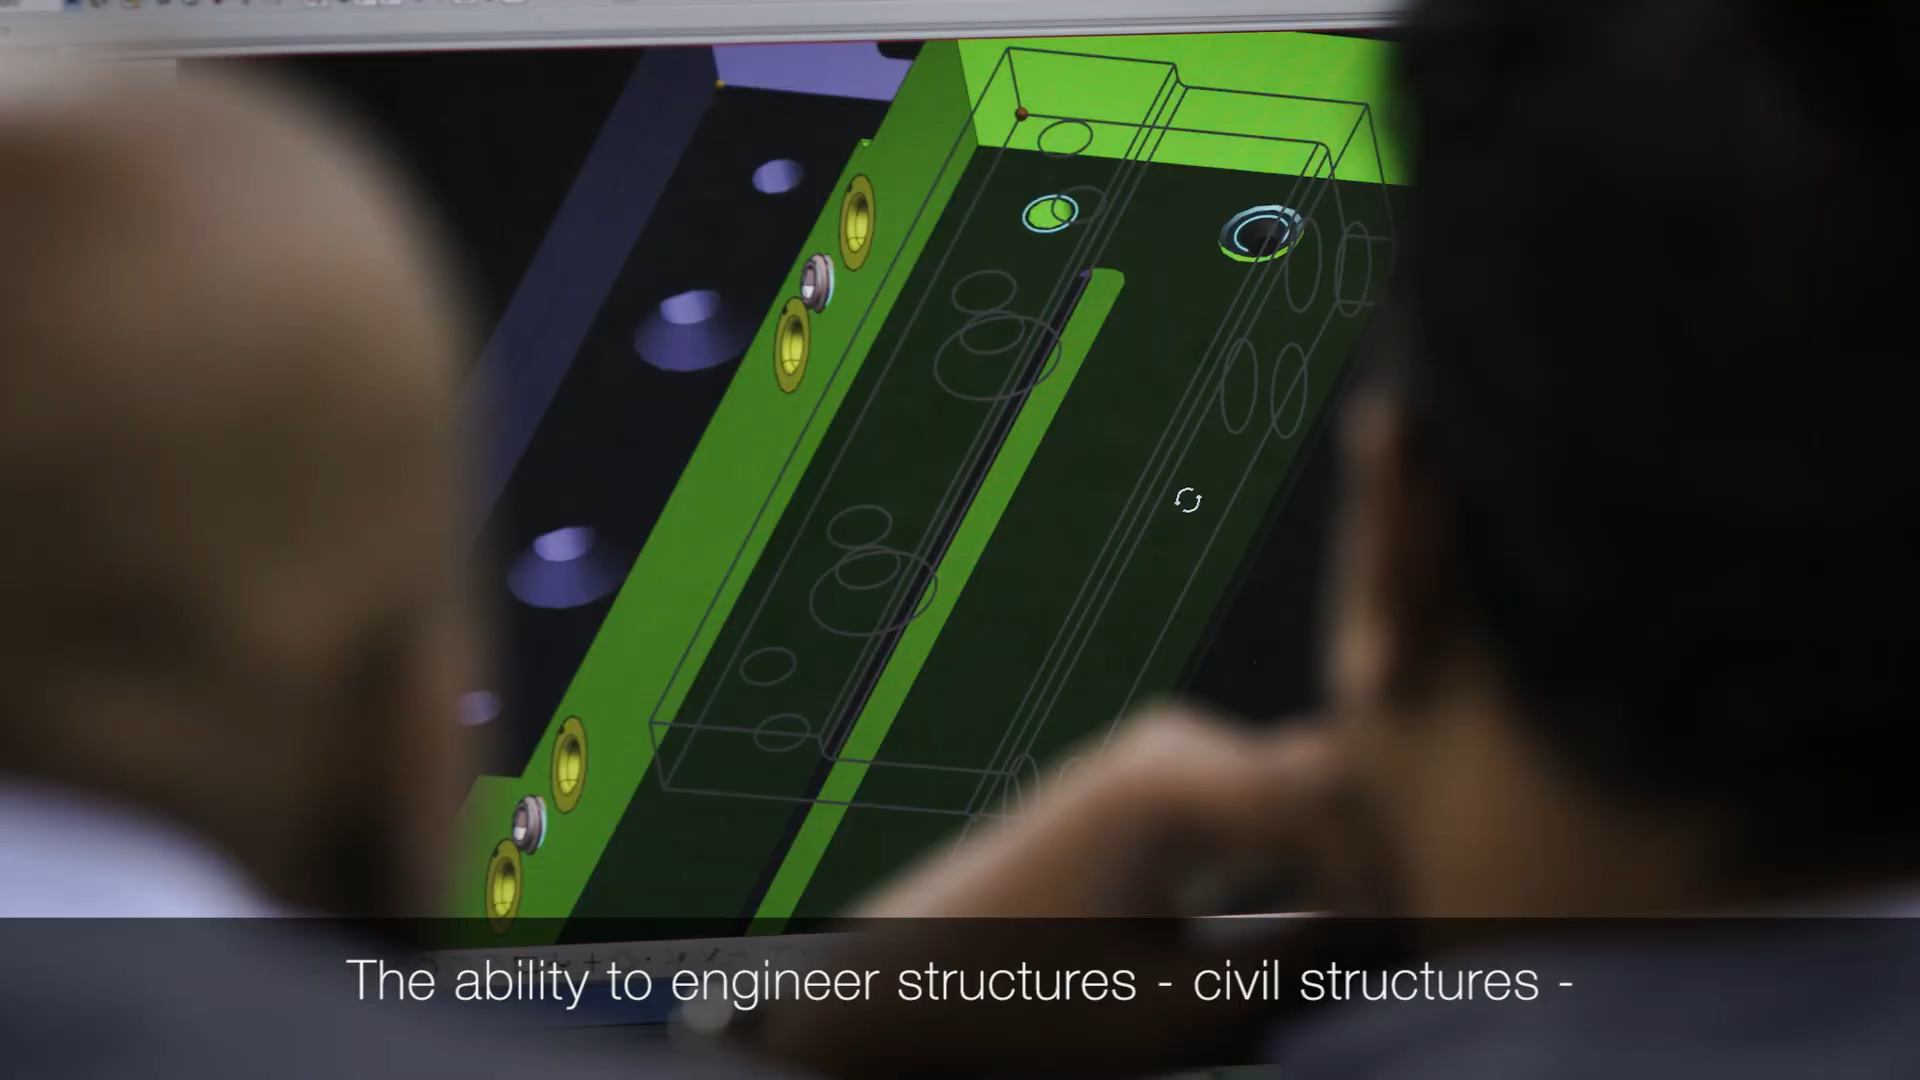 The ability to engineer structures - civil structures -